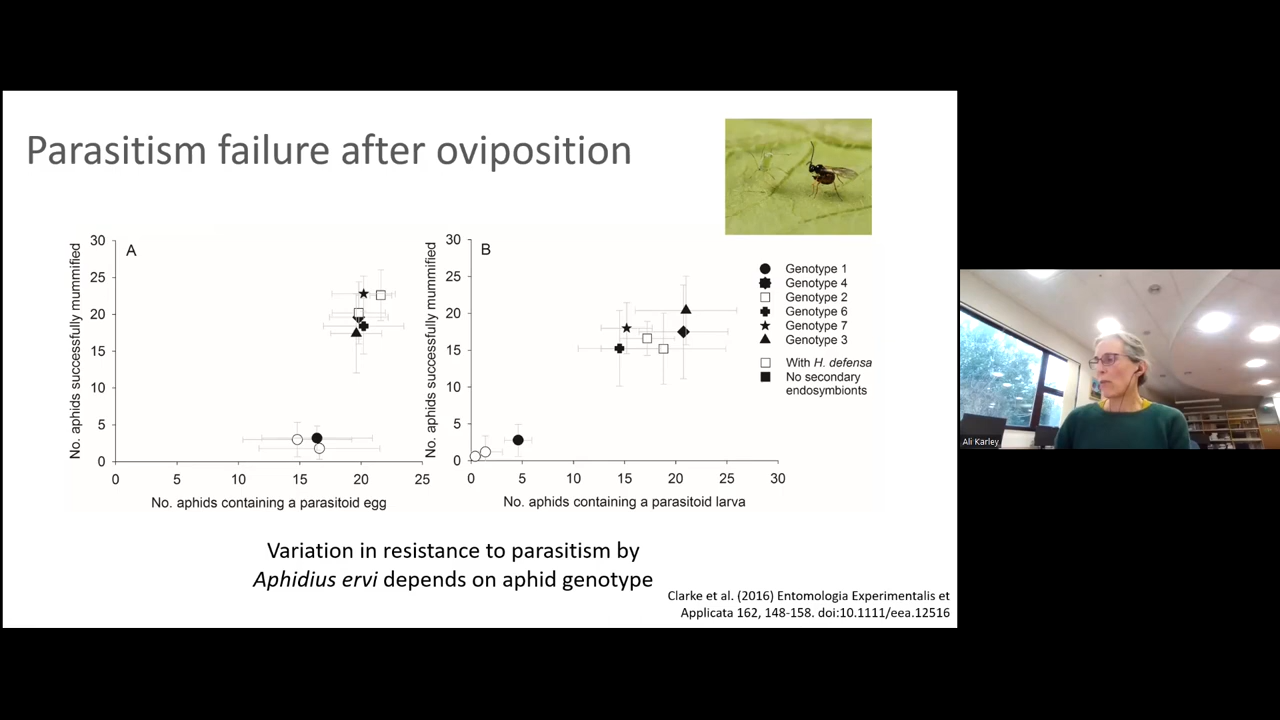 Parasitism failure after oviposition
No. aphids successfully mummified
30
25
20
15
10
5
0
A
0
5
10
15
20
25
No. aphids containing a parasitoid egg
No. aphids successfully mummified
30
25
20
15
10
5
0
B
0
5
10
15
20
25
30
No. aphids containing a parasitoid larva
Genotype 1
Genotype 4
Genotype 2
Genotype 6
Genotype 7
Genotype 3
With H. defensa
No secondary
endosymbionts
Variation in resistance to parasitism by
Aphidius ervi depends on aphid genotype
Clarke et al. (2016) Entomologia Experimentalis et
Applicata 162, 148-158. doi:10.1111/eea.12516
Ali Karley